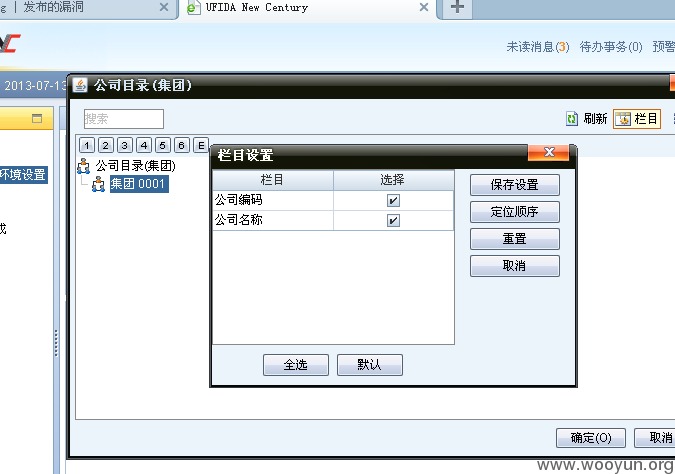 g | 发布的漏洞
UFIDA New Century
未读消息(3) 待办事务(0) 预警
2013-07-13
公司目录(集团)
搜索
刷新
栏目
1 2 3 4 5 6 E
公司目录(集团)
集团 0001
环境设置
栏目设置
栏目 选择
公司编码
公司名称
保存设置
定位顺序
重置
取消
全选
默认
确定(O)
取消
www.wooyun.org